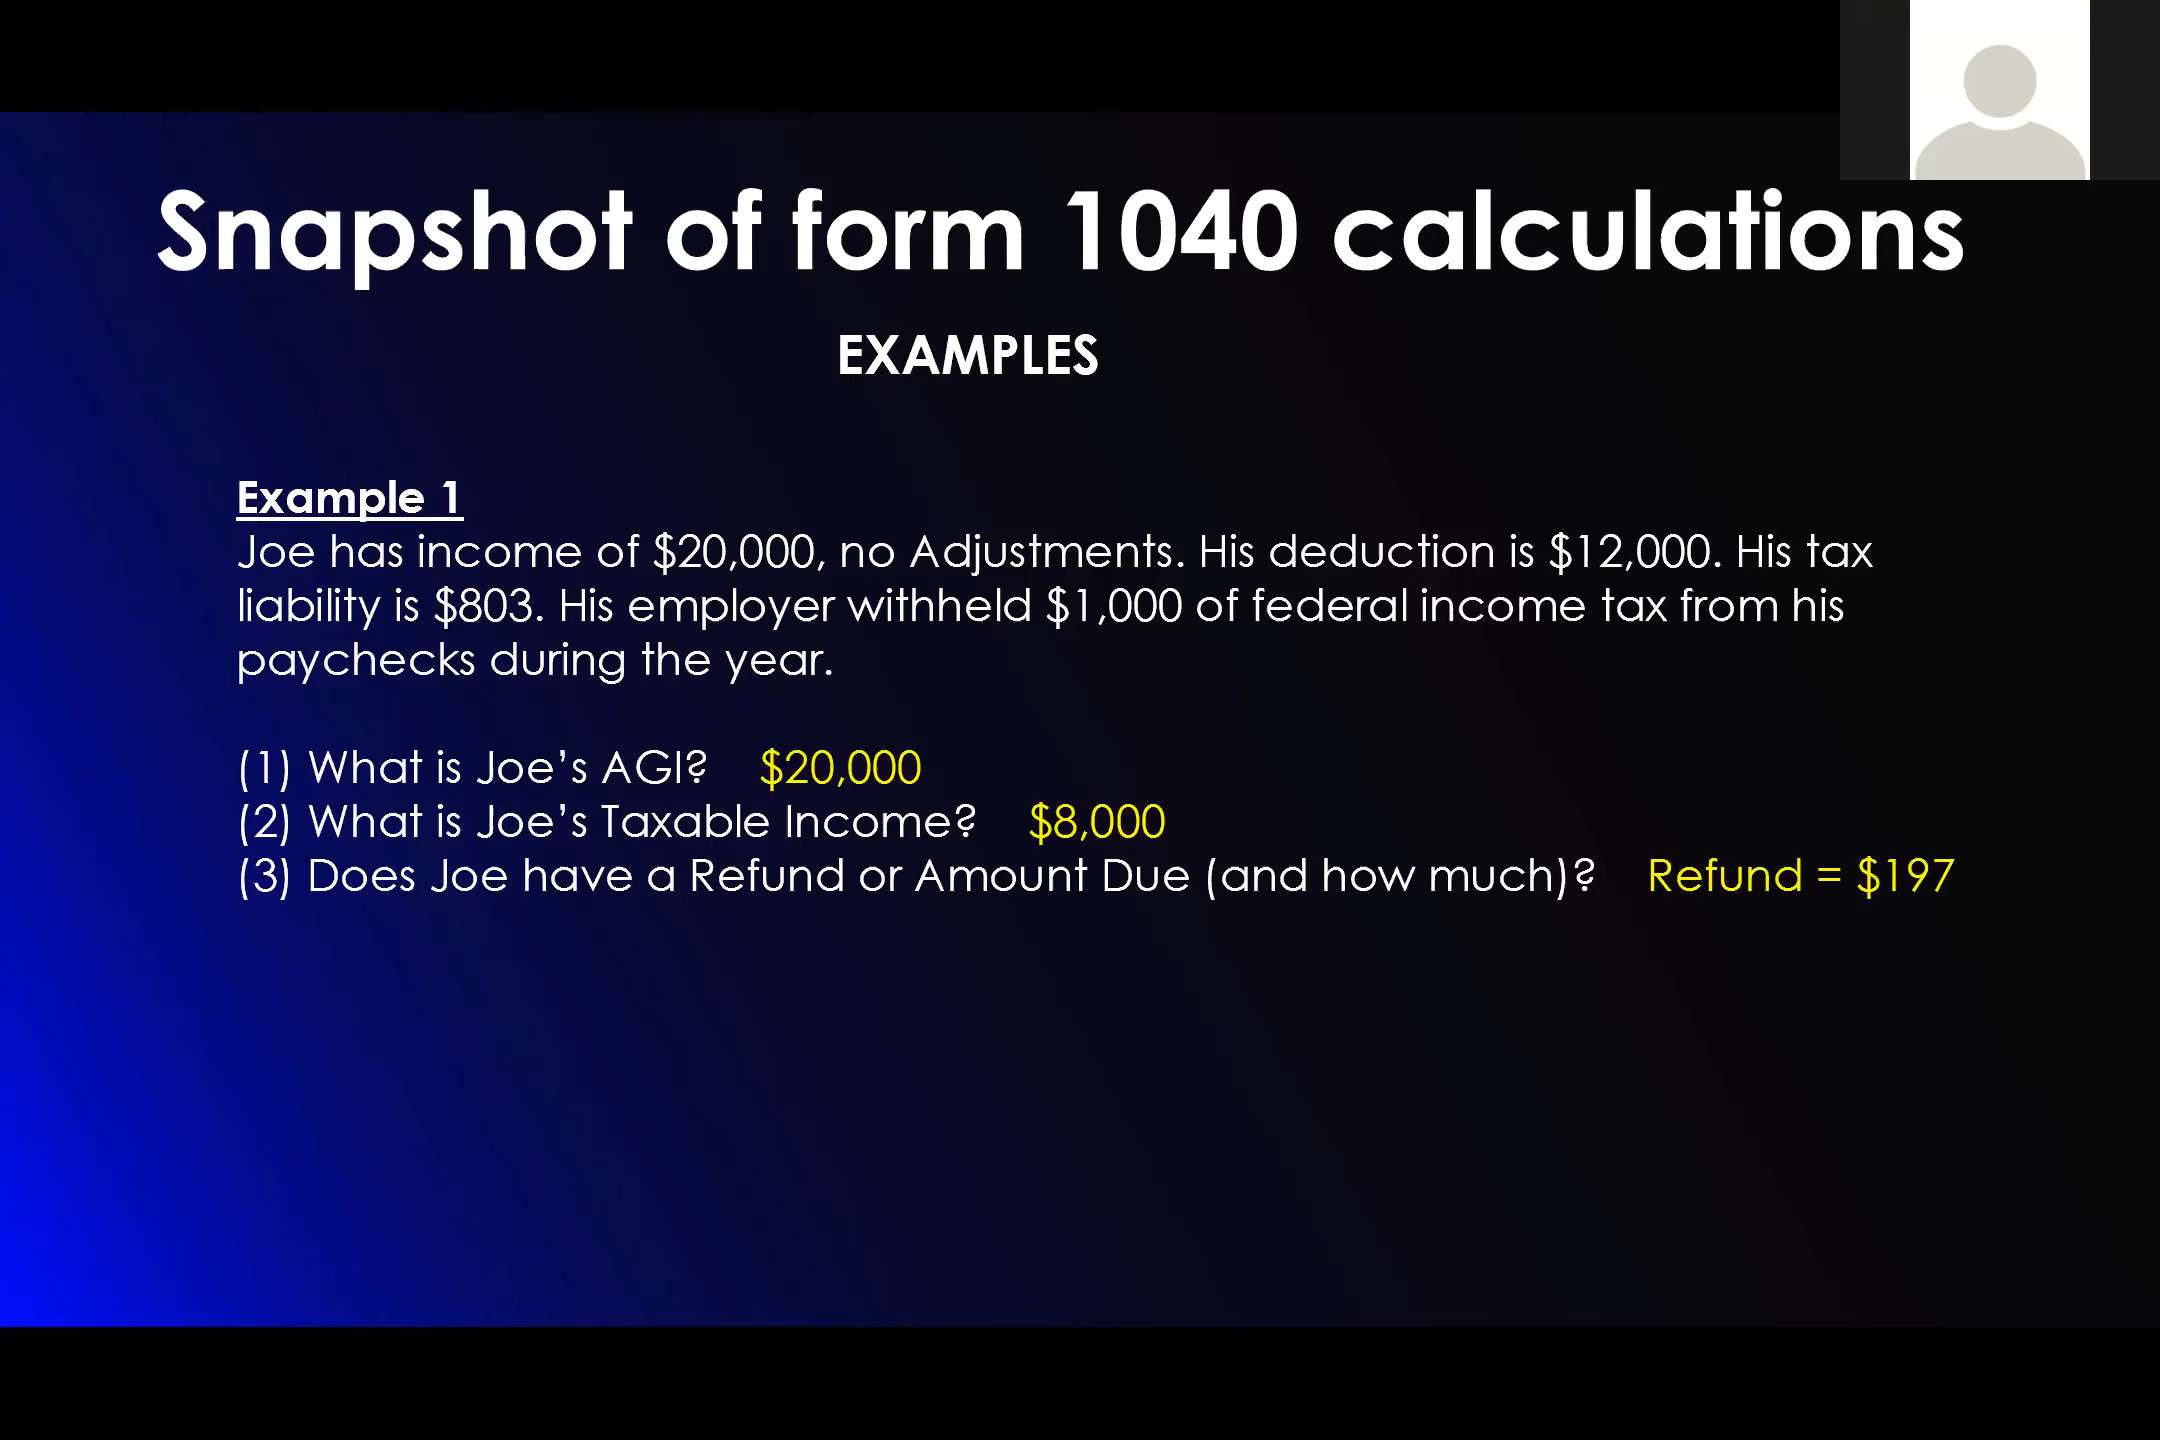 Snapshot of form 1040 calculations
EXAMPLES
Example 1
Joe has income of $20,000, no Adjustments. His deduction is $12,000. His tax
liability is $803. His employer withheld $1,000 of federal income tax from his
paychecks during the year.
(1) What is Joe’s AGI? $20,000
(2) What is Joe’s Taxable Income? $8,000
(3) Does Joe have a Refund or Amount Due (and how much)? Refund = $197